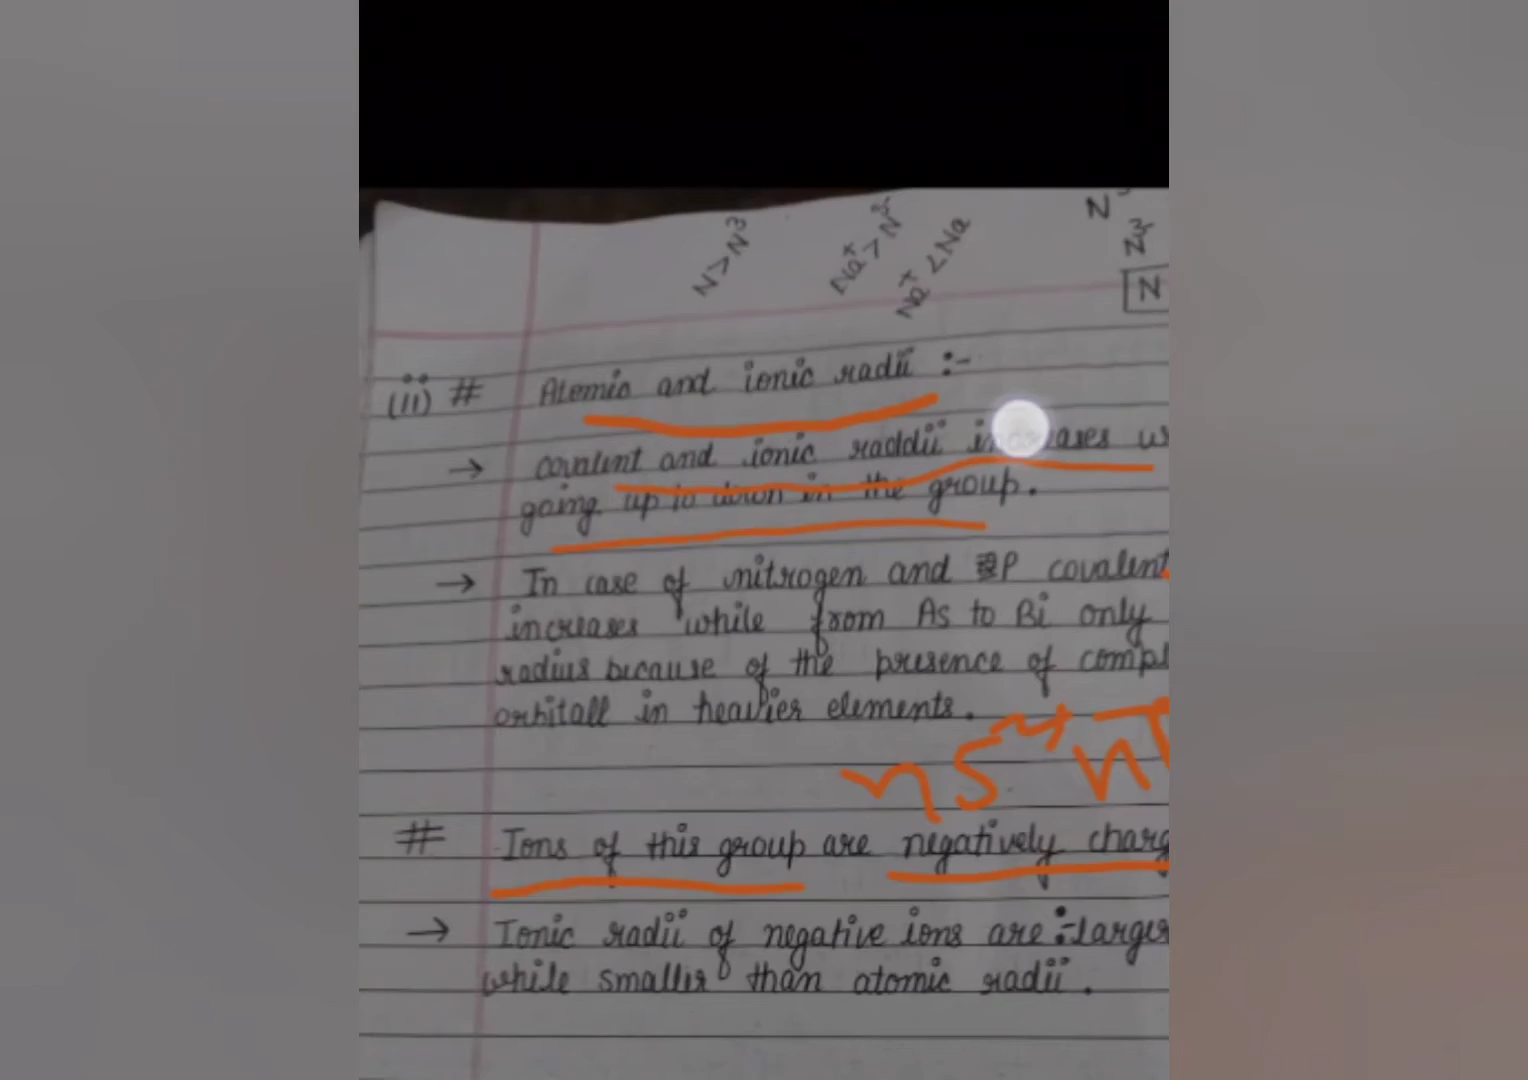 N > N3
Na+ > N3-
Na+ < Na
N
N3-
N
(ii) # Atomic and ionic radii :-
→ covalent and ionic raddii increases
going up to down in the group.
→ In case of nitrogen and P covalent
increases while from As to Bi only
radius because of the presence of
orbitall in heavier elements.
ns
# Ions of this group are negatively
→ Ionic radii of negative ions are :- larger
while smaller than atomic radii.